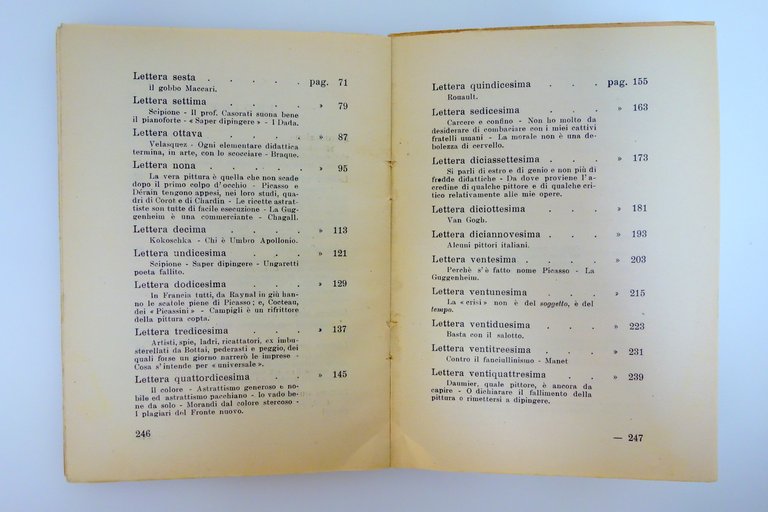 Lettera sesta . . . . . pag. 71
il gobbo Maccari.
Lettera settima . . . . » 79
Scipione - Il prof. Casorati suona bene
il pianoforte - « Saper dipingere » - I Dada.
Lettera ottava . . . . » 87
Velasquez - Ogni elementare didattica
termina, in arte, con lo scocciare - Braque.
Lettera nona . . . . . » 95
La vera pittura è quella che non scade
dopo il primo colpo d'occhio - Picasso e
Dérain tengono appesi, nei loro studi, qua-
dri di Corot e di Chardin - Le ricette astrat-
tiste son tutte di facile esecuzione - La Gug-
genheim è una commerciante - Chagall.
Lettera decima . . . . » 113
Kokoschka - Chi è Umbro Apollonio.
Lettera undicesima . . . » 121
Scipione - Saper dipingere - Ungaretti
poeta fallito.
Lettera dodicesima . . . » 129
In Francia tutti, da Raynal in giù han-
no le scatole piene di Picasso; e, Cocteau,
dei « Picassini » - Campigli è un rifrittore
della pittura copta.
Lettera tredicesima . . . » 137
Artisti, spie, ladri, ricattatori, ex imbu-
sterellati da Bottai, pederasti e peggio, dei
quali forse un giorno narrerò le imprese -
Cosa s'intende per « universale ».
Lettera quattordicesima . . » 145
Il colore - Astrattismo generoso e no-
bile ed astrattismo pacchiano - Io vado be-
ne da solo - Morandi dal colore stercoso -
I plagiari del Fronte nuovo.
246
Lettera quindicesima . . . pag. 155
Rouault.
Lettera sedicesima . . . » 163
Carcere e confino - Non ho molto da
desiderare di combaciare con i miei cattivi
fratelli umani - La morale non è una de-
bolezza di cervello.
Lettera diciassettesima . . » 173
Si parli di estro e di genio e non più di
fredde didattiche - Da dove proviene l'a-
credine di qualche pittore e di qualche cri-
tico relativamente alle mie opere.
Lettera diciottesima . . . » 181
Van Gogh.
Lettera diciannovesima . . . » 193
Alcuni pittori italiani.
Lettera ventesima . . . » 203
Perchè s'è fatto nome Picasso - La
Guggenheim.
Lettera ventunesima . . . » 215
La « crisi » non è del soggetto, è del
tempo.
Lettera ventiduesima . . . » 223
Basta con il salotto.
Lettera ventitreesima . . . » 231
Contro il fanciullinismo - Manet
Lettera ventiquattresima . . » 239
Daumier, quale pittore, è ancora da
capire - O dichiarare il fallimento della
pittura o rimettersi a dipingere.
— 247